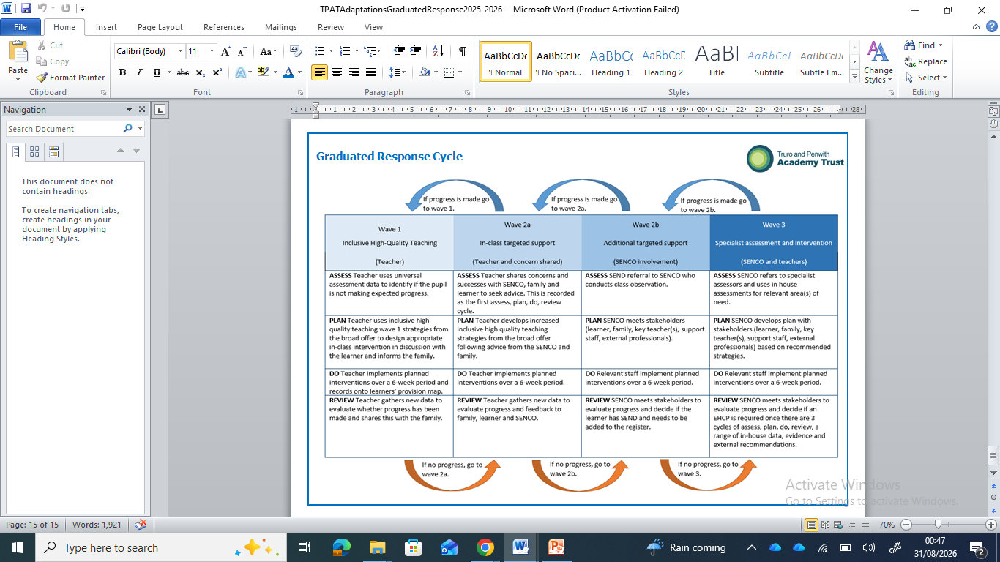 TPATAdaptationsGraduatedResponse2025-2026 - Microsoft Word (Product Activation Failed)
File Home Insert Page Layout References Mailings Review View
Paste
Cut
Copy
Format Painter
Clipboard
Calibri (Body) 11
Font
Paragraph
AaBbCcDc AaBbCcDc AaBbCc AaBbCcD AaBl AaBbCcL AaBbCcDc
¶ Normal ¶ No Spaci... Heading 1 Heading 2 Title Subtitle Subtle Em...
Change
Styles
Styles
Find
Replace
Select
Editing
Navigation
Search Document
This document does not
contain headings.
To create navigation tabs,
create headings in your
document by applying
Heading Styles.
Graduated Response Cycle
Truro and Penwith
Academy Trust
If progress is made go
to wave 1.
If progress is made go
to wave 2a.
If progress is made go
to wave 2b.
Wave 1
Inclusive High-Quality Teaching
(Teacher)
Wave 2a
In-class targeted support
(Teacher and concern shared)
Wave 2b
Additional targeted support
(SENCO involvement)
Wave 3
Specialist assessment and intervention
(SENCO and teachers)
ASSESS Teacher uses universal
assessment data to identify if the pupil
is not making expected progress.
ASSESS Teacher shares concerns and
successes with SENCO, family and
learner to seek advice. This is recorded
as the first assess, plan, do, review
cycle.
ASSESS SEND referral to SENCO who
conducts class observation.
ASSESS SENCO refers to specialist
assessors and uses in house
assessments for relevant area(s) of
need.
PLAN Teacher uses inclusive high
quality teaching wave 1 strategies from
the broad offer to design appropriate
in-class intervention in discussion with
the learner and informs the family.
PLAN Teacher develops increased
inclusive high quality teaching
strategies from the broad offer
following advice from the SENCO and
family.
PLAN SENCO meets stakeholders
(learner, family, key teacher(s), support
staff, external professionals).
PLAN SENCO develops plan with
stakeholders (learner, family, key
teacher(s), support staff, external
professionals) based on recommended
strategies.
DO Teacher implements planned
interventions over a 6-week period and
records onto learners’ provision map.
DO Teacher implements planned
interventions over a 6-week period.
DO Relevant staff implement planned
interventions over a 6-week period.
DO Relevant staff implement planned
interventions over a 6-week period.
REVIEW Teacher gathers new data to
evaluate whether progress has been
made and shares this with the family.
REVIEW Teacher gathers new data to
evaluate progress and feedback to
family, learner and SENCO.
REVIEW SENCO meets stakeholders to
evaluate progress and decide if the
learner has SEND and needs to be
added to the register.
REVIEW SENCO meets stakeholders to
evaluate progress and decide if an
EHCP is required once there are 3
cycles of assess, plan, do, review, a
range of in-house data, evidence and
external recommendations.
If no progress, go to
wave 2a.
If no progress, go to
wave 2b.
If no progress, go to
wave 3.
Activate Windows
Go to Settings to activate Windows.
Page: 15 of 15 Words: 1,921
70%
Type here to search
Rain coming
00:47
31/08/2026
2